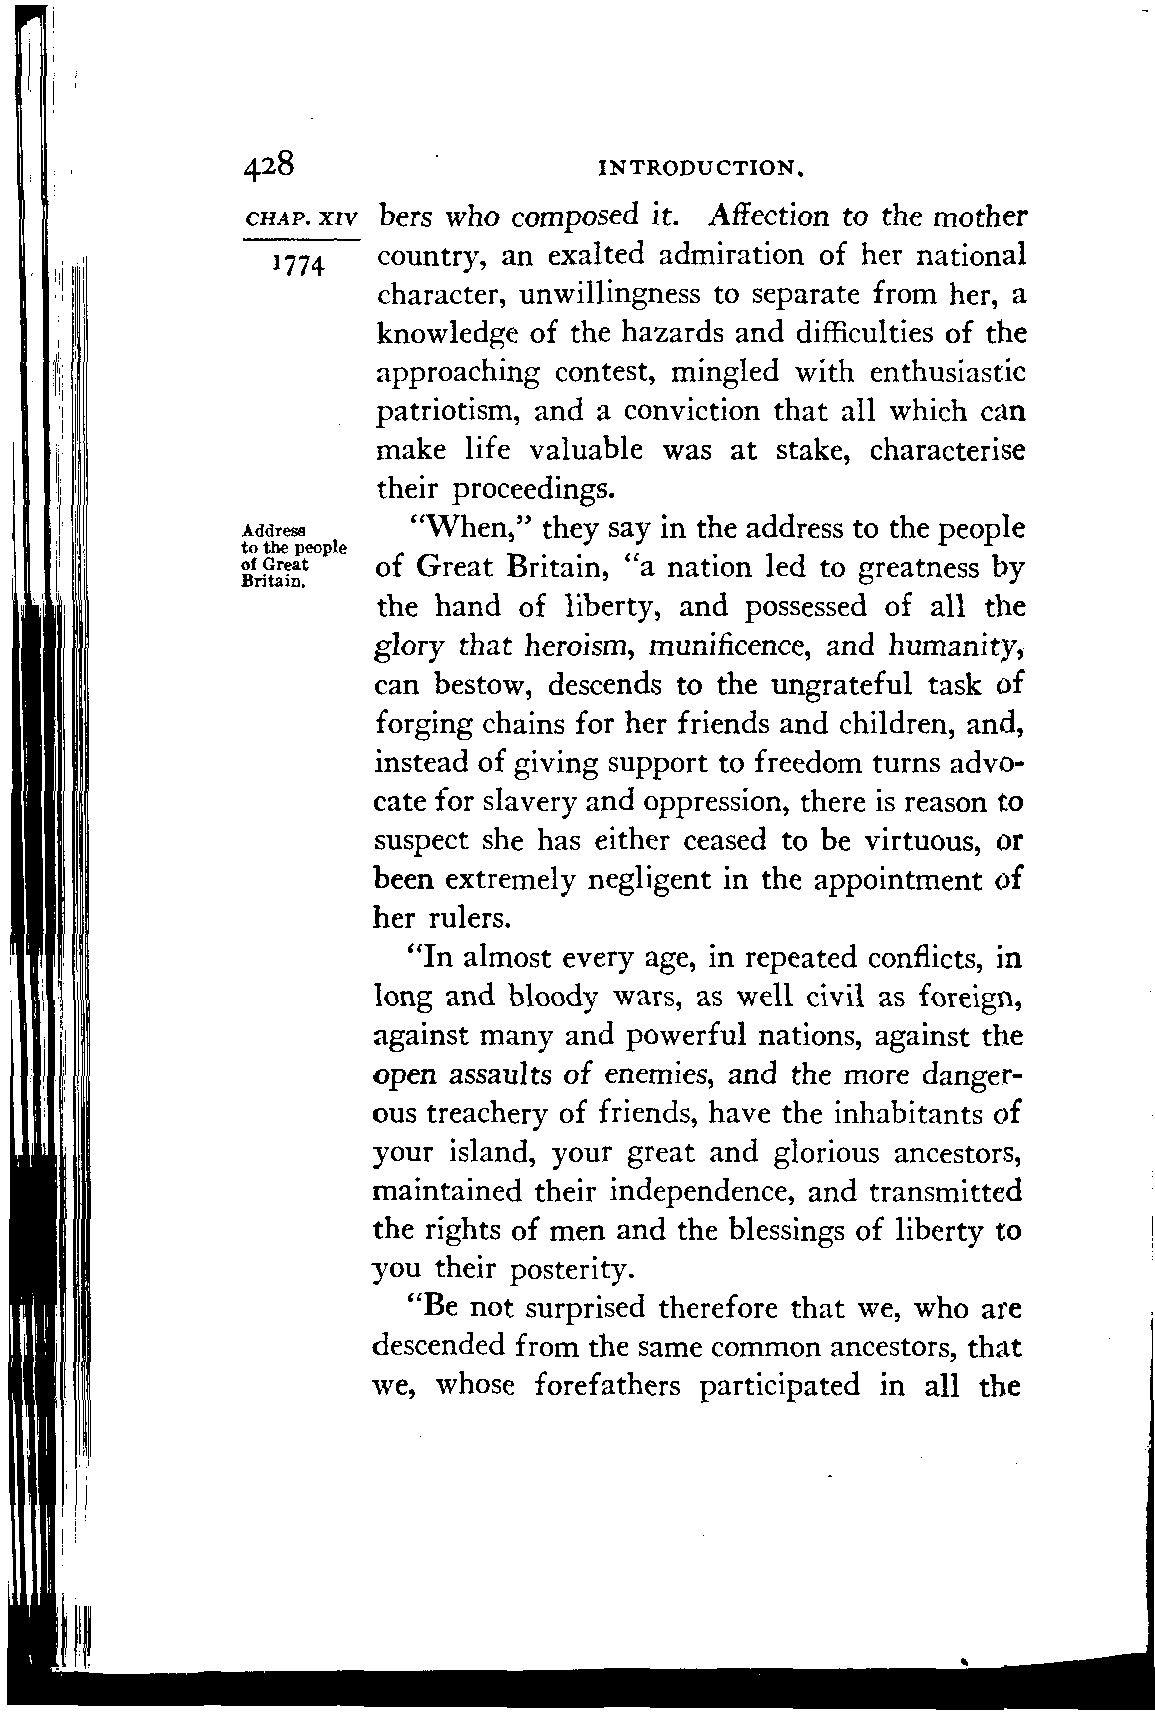 428 INTRODUCTION.
CHAP. XIV bers who composed it. Affection to the mother
1774 country, an exalted admiration of her national
character, unwillingness to separate from her, a
knowledge of the hazards and difficulties of the
approaching contest, mingled with enthusiastic
patriotism, and a conviction that all which can
make life valuable was at stake, characterise
their proceedings.
Address
to the people
of Great
Britain.
“When,” they say in the address to the people
of Great Britain, “a nation led to greatness by
the hand of liberty, and possessed of all the
glory that heroism, munificence, and humanity,
can bestow, descends to the ungrateful task of
forging chains for her friends and children, and,
instead of giving support to freedom turns advo-
cate for slavery and oppression, there is reason to
suspect she has either ceased to be virtuous, or
been extremely negligent in the appointment of
her rulers.
“In almost every age, in repeated conflicts, in
long and bloody wars, as well civil as foreign,
against many and powerful nations, against the
open assaults of enemies, and the more danger-
ous treachery of friends, have the inhabitants of
your island, your great and glorious ancestors,
maintained their independence, and transmitted
the rights of men and the blessings of liberty to
you their posterity.
“Be not surprised therefore that we, who are
descended from the same common ancestors, that
we, whose forefathers participated in all the